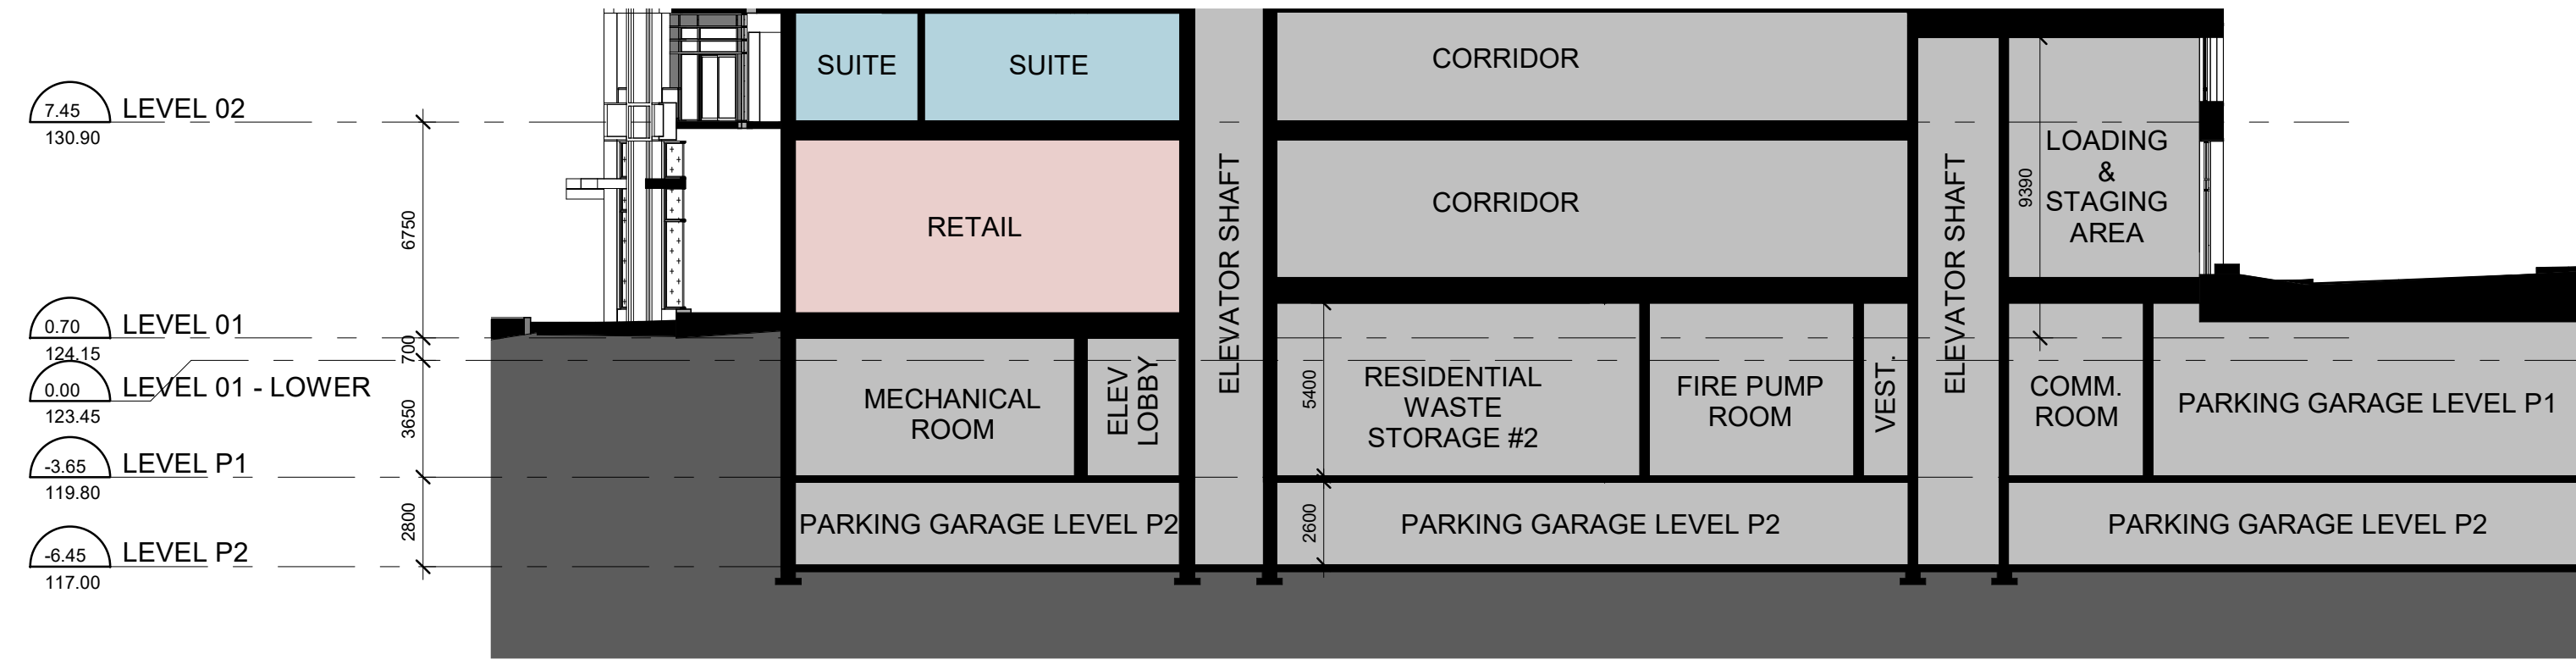 SUITE
SUITE
CORRIDOR
7.45
LEVEL 02
130.90
LOADING
&
STAGING
AREA
9390
ELEVATOR SHAFT
ELEVATOR SHAFT
CORRIDOR
RETAIL
6750
0.70
LEVEL 01
124.15
700
0.00
LEVEL 01 - LOWER
123.45
3650
MECHANICAL
ROOM
ELEV
LOBBY
5400
RESIDENTIAL
WASTE
STORAGE #2
FIRE PUMP
ROOM
VEST.
COMM.
ROOM
PARKING GARAGE LEVEL P1
-3.65
LEVEL P1
119.80
2800
PARKING GARAGE LEVEL P2
2600
PARKING GARAGE LEVEL P2
PARKING GARAGE LEVEL P2
-6.45
LEVEL P2
117.00